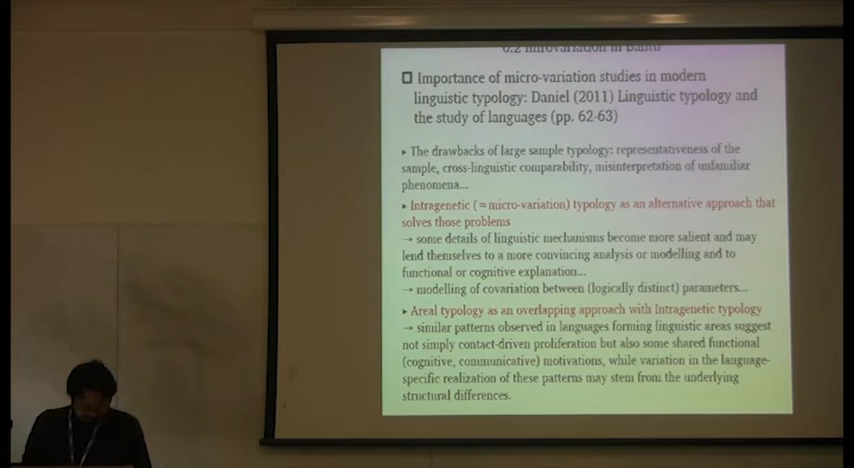 0.2 microvariation in Bantu
Importance of micro-variation studies in modern
linguistic typology: Daniel (2011) Linguistic typology and
the study of languages (pp. 62-63)
▸ The drawbacks of large sample typology: representativeness of the
sample, cross-linguistic comparability, misinterpretation of unfamiliar
phenomena...
▸ Intragenetic (≈micro-variation) typology as an alternative approach that
solves those problems
→ some details of linguistic mechanisms become more salient and may
lend themselves to a more convincing analysis or modelling and to
functional or cognitive explanation...
→ modelling of covariation between (logically distinct) parameters...
▸ Areal typology as an overlapping approach with Intragenetic typology
→ similar patterns observed in languages forming linguistic areas suggest
not simply contact-driven proliferation but also some shared functional
(cognitive, communicative) motivations, while variation in the language-
specific realization of these patterns may stem from the underlying
structural differences.